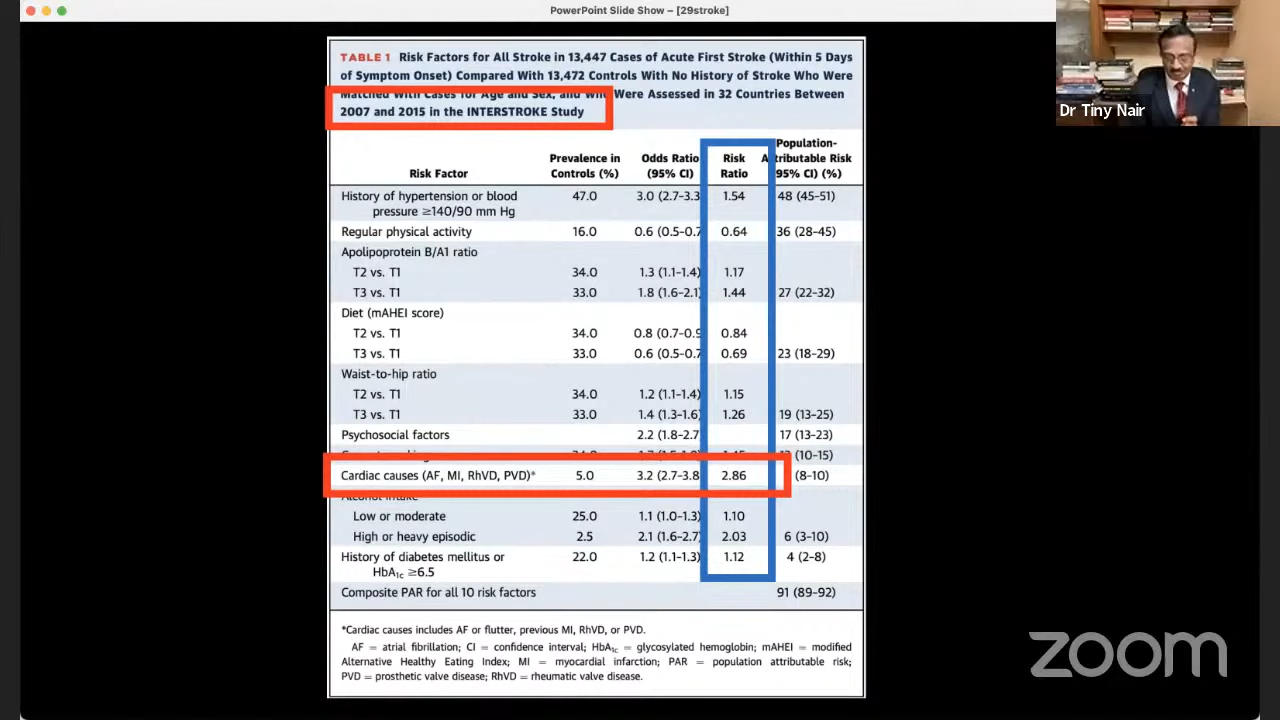 PowerPoint Slide Show – [29stroke]
TABLE 1 Risk Factors for All Stroke in 13,447 Cases of Acute First Stroke (Within 5 Days
of Symptom Onset) Compared With 13,472 Controls With No History of Stroke Who Were
Matched With Cases for Age and Sex, and Who Were Assessed in 32 Countries Between
2007 and 2015 in the INTERSTROKE Study
Risk Factor Prevalence in Controls (%) Odds Ratio (95% CI) Risk Ratio Population-Attributable Risk (95% CI) (%)
History of hypertension or blood
pressure ≥140/90 mm Hg 47.0 3.0 (2.7–3.3 1.54 48 (45–51)
Regular physical activity 16.0 0.6 (0.5–0.7 0.64 36 (28–45)
Apolipoprotein B/A1 ratio
T2 vs. T1 34.0 1.3 (1.1–1.4) 1.17
T3 vs. T1 33.0 1.8 (1.6–2.1) 1.44 27 (22–32)
Diet (mAHEI score)
T2 vs. T1 34.0 0.8 (0.7–0.9 0.84
T3 vs. T1 33.0 0.6 (0.5–0.7 0.69 23 (18–29)
Waist-to-hip ratio
T2 vs. T1 34.0 1.2 (1.1–1.4) 1.15
T3 vs. T1 33.0 1.4 (1.3–1.6) 1.26 19 (13–25)
Psychosocial factors 2.2 (1.8–2.7 17 (13–23)
(10–15)
Cardiac causes (AF, MI, RhVD, PVD)* 5.0 3.2 (2.7–3.8 2.86 (8–10)
Alcohol intake
Low or moderate 25.0 1.1 (1.0–1.3) 1.10
High or heavy episodic 2.5 2.1 (1.6–2.7) 2.03 6 (3–10)
History of diabetes mellitus or
HbA1c ≥6.5 22.0 1.2 (1.1–1.3) 1.12 4 (2–8)
Composite PAR for all 10 risk factors 91 (89–92)
*Cardiac causes includes AF or flutter, previous MI, RhVD, or PVD.
AF = atrial fibrillation; CI = confidence interval; HbA1c = glycosylated hemoglobin; mAHEI = modified
Alternative Healthy Eating Index; MI = myocardial infarction; PAR = population attributable risk;
PVD = prosthetic valve disease; RhVD = rheumatic valve disease.
Dr Tiny Nair
zoom